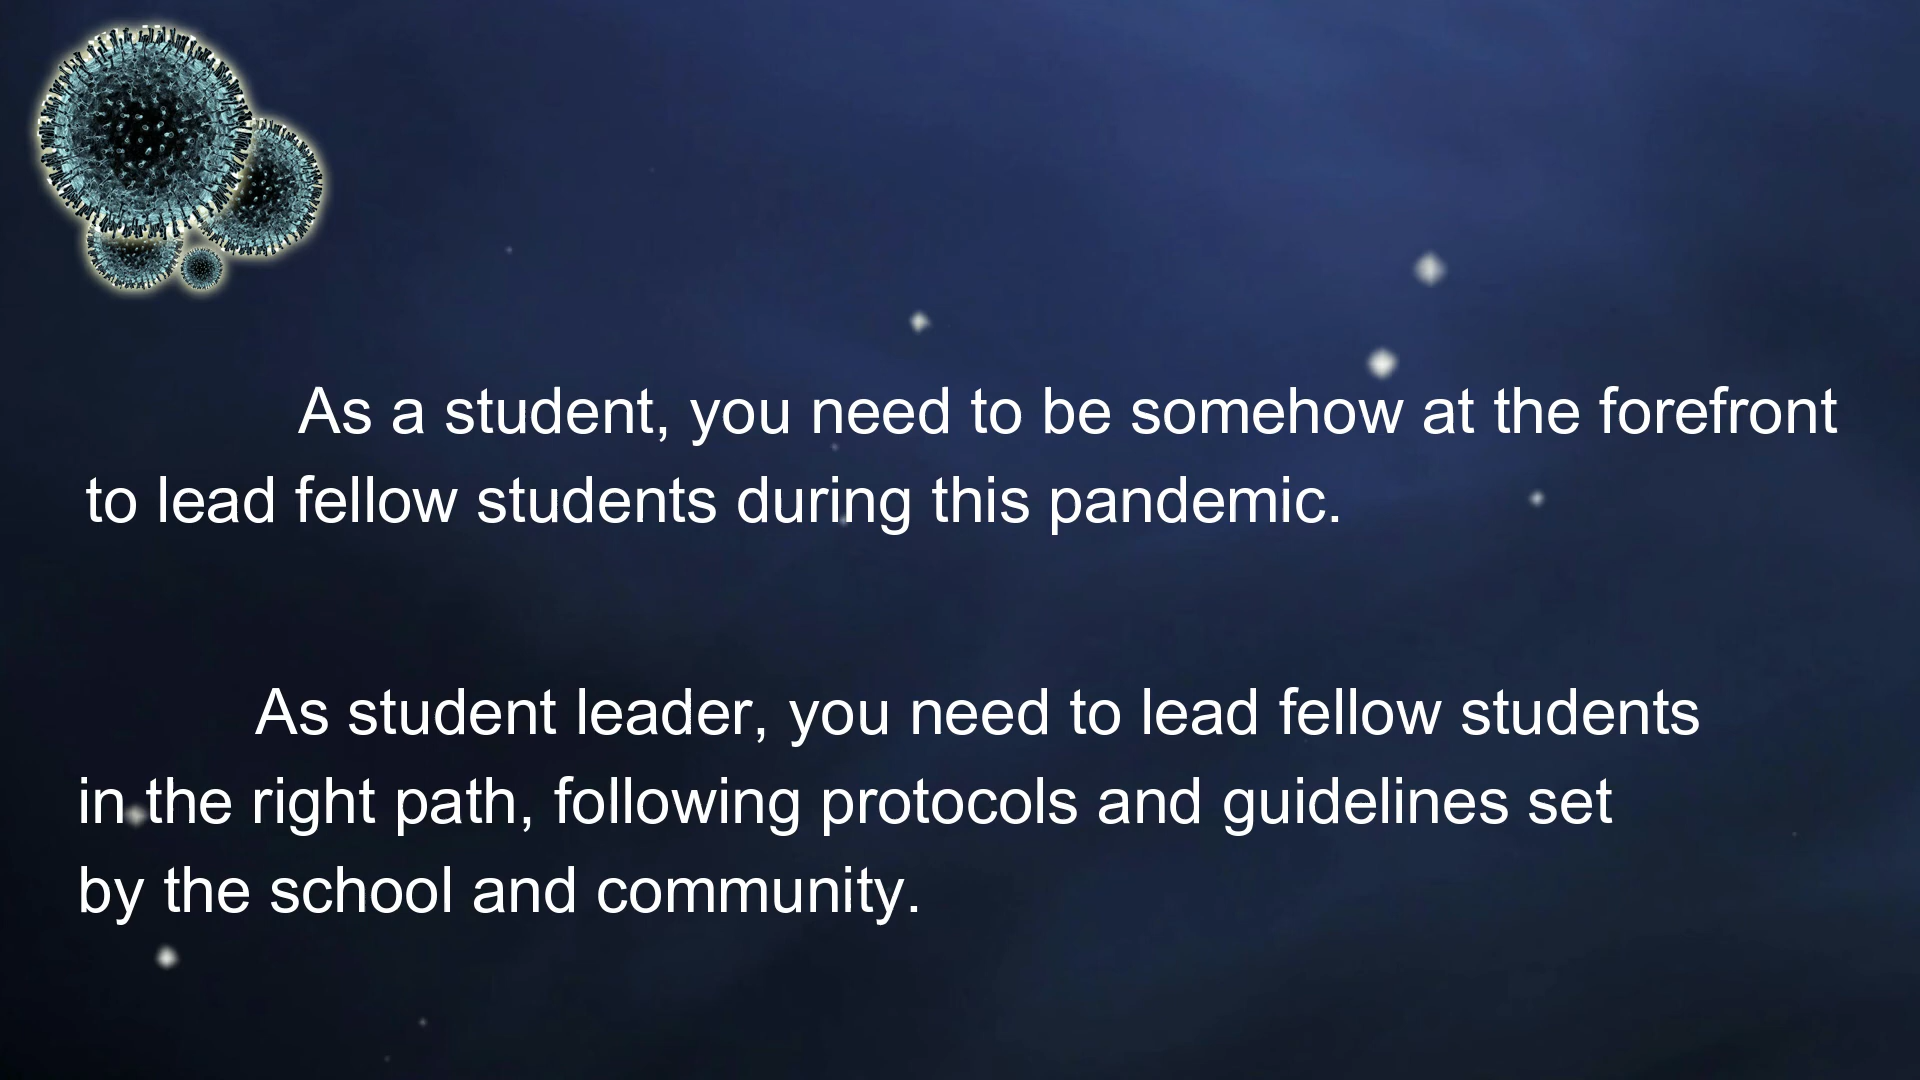 As a student, you need to be somehow at the forefront
to lead fellow students during this pandemic.
As student leader, you need to lead fellow students
in the right path, following protocols and guidelines set
by the school and community.